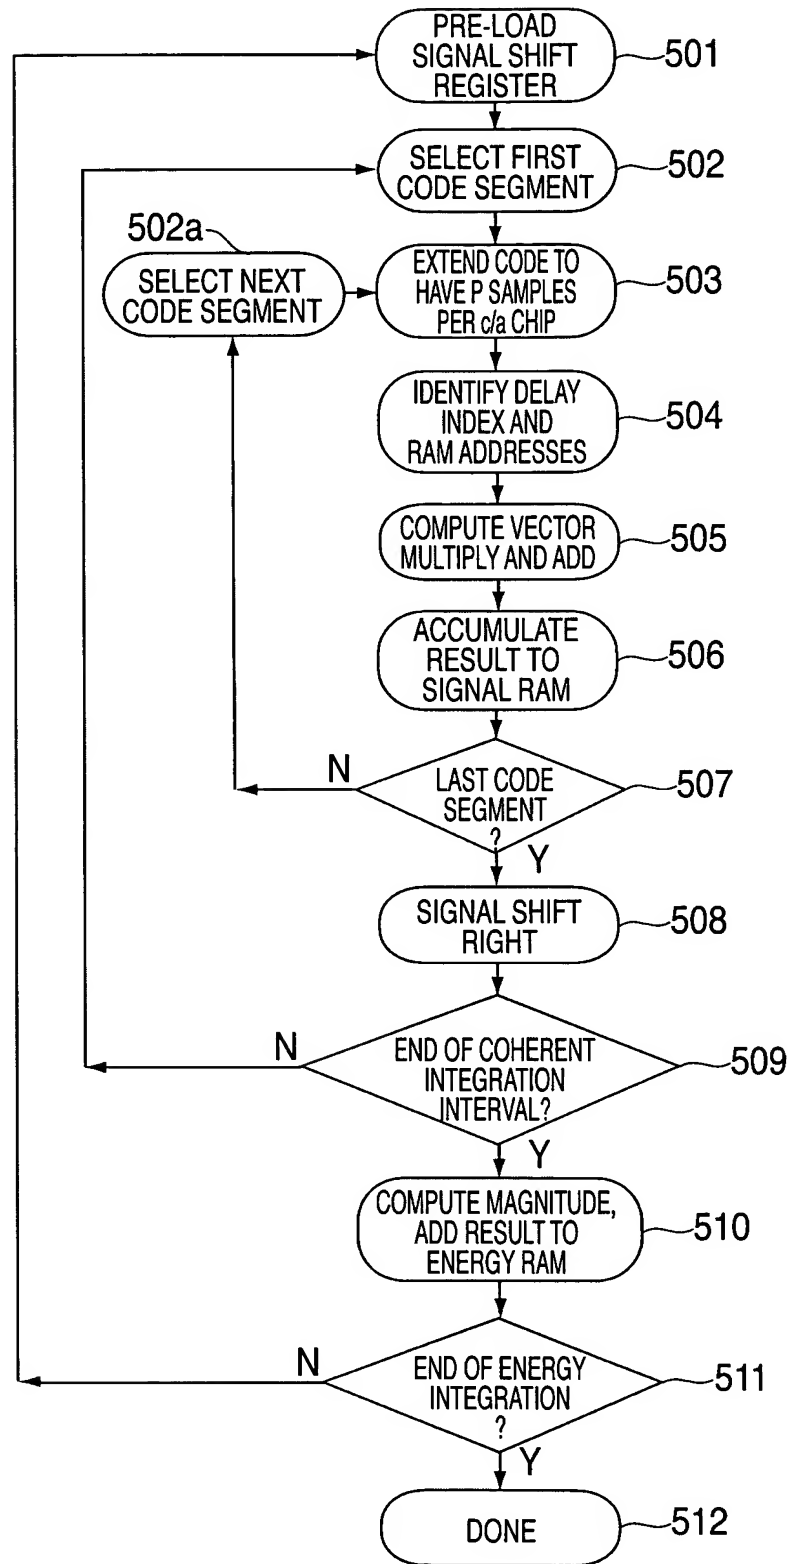 PRE-LOAD
SIGNAL SHIFT
REGISTER
501
SELECT FIRST
CODE SEGMENT
502
502a
SELECT NEXT
CODE SEGMENT
EXTEND CODE TO
HAVE P SAMPLES
PER c/a CHIP
503
IDENTIFY DELAY
INDEX AND
RAM ADDRESSES
504
COMPUTE VECTOR
MULTIPLY AND ADD
505
ACCUMULATE
RESULT TO
SIGNAL RAM
506
N
LAST CODE
SEGMENT
?
507
Y
SIGNAL SHIFT
RIGHT
508
N
END OF COHERENT
INTEGRATION
INTERVAL?
509
Y
COMPUTE MAGNITUDE,
ADD RESULT TO
ENERGY RAM
510
N
END OF ENERGY
INTEGRATION
?
511
Y
DONE
512